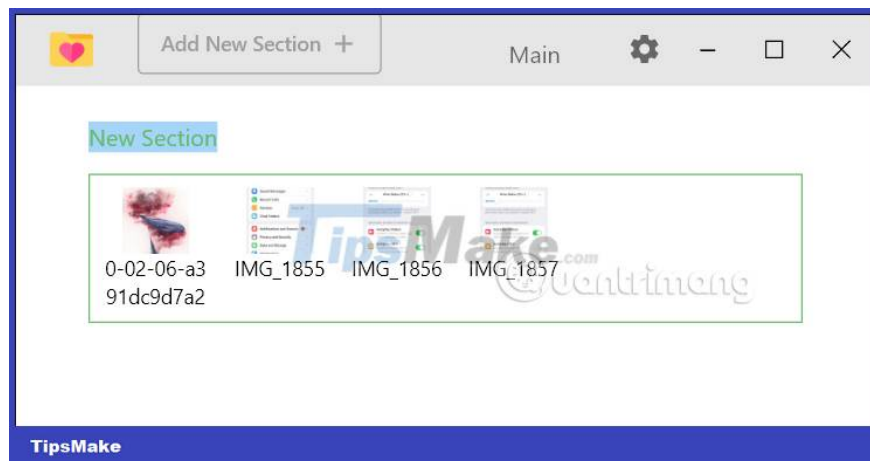 Add New Section +
Main
New Section
0-02-06-a3
91dc9d7a2
IMG_1855
IMG_1856
IMG_1857
TipsMake.com
Quantrimang
TipsMake